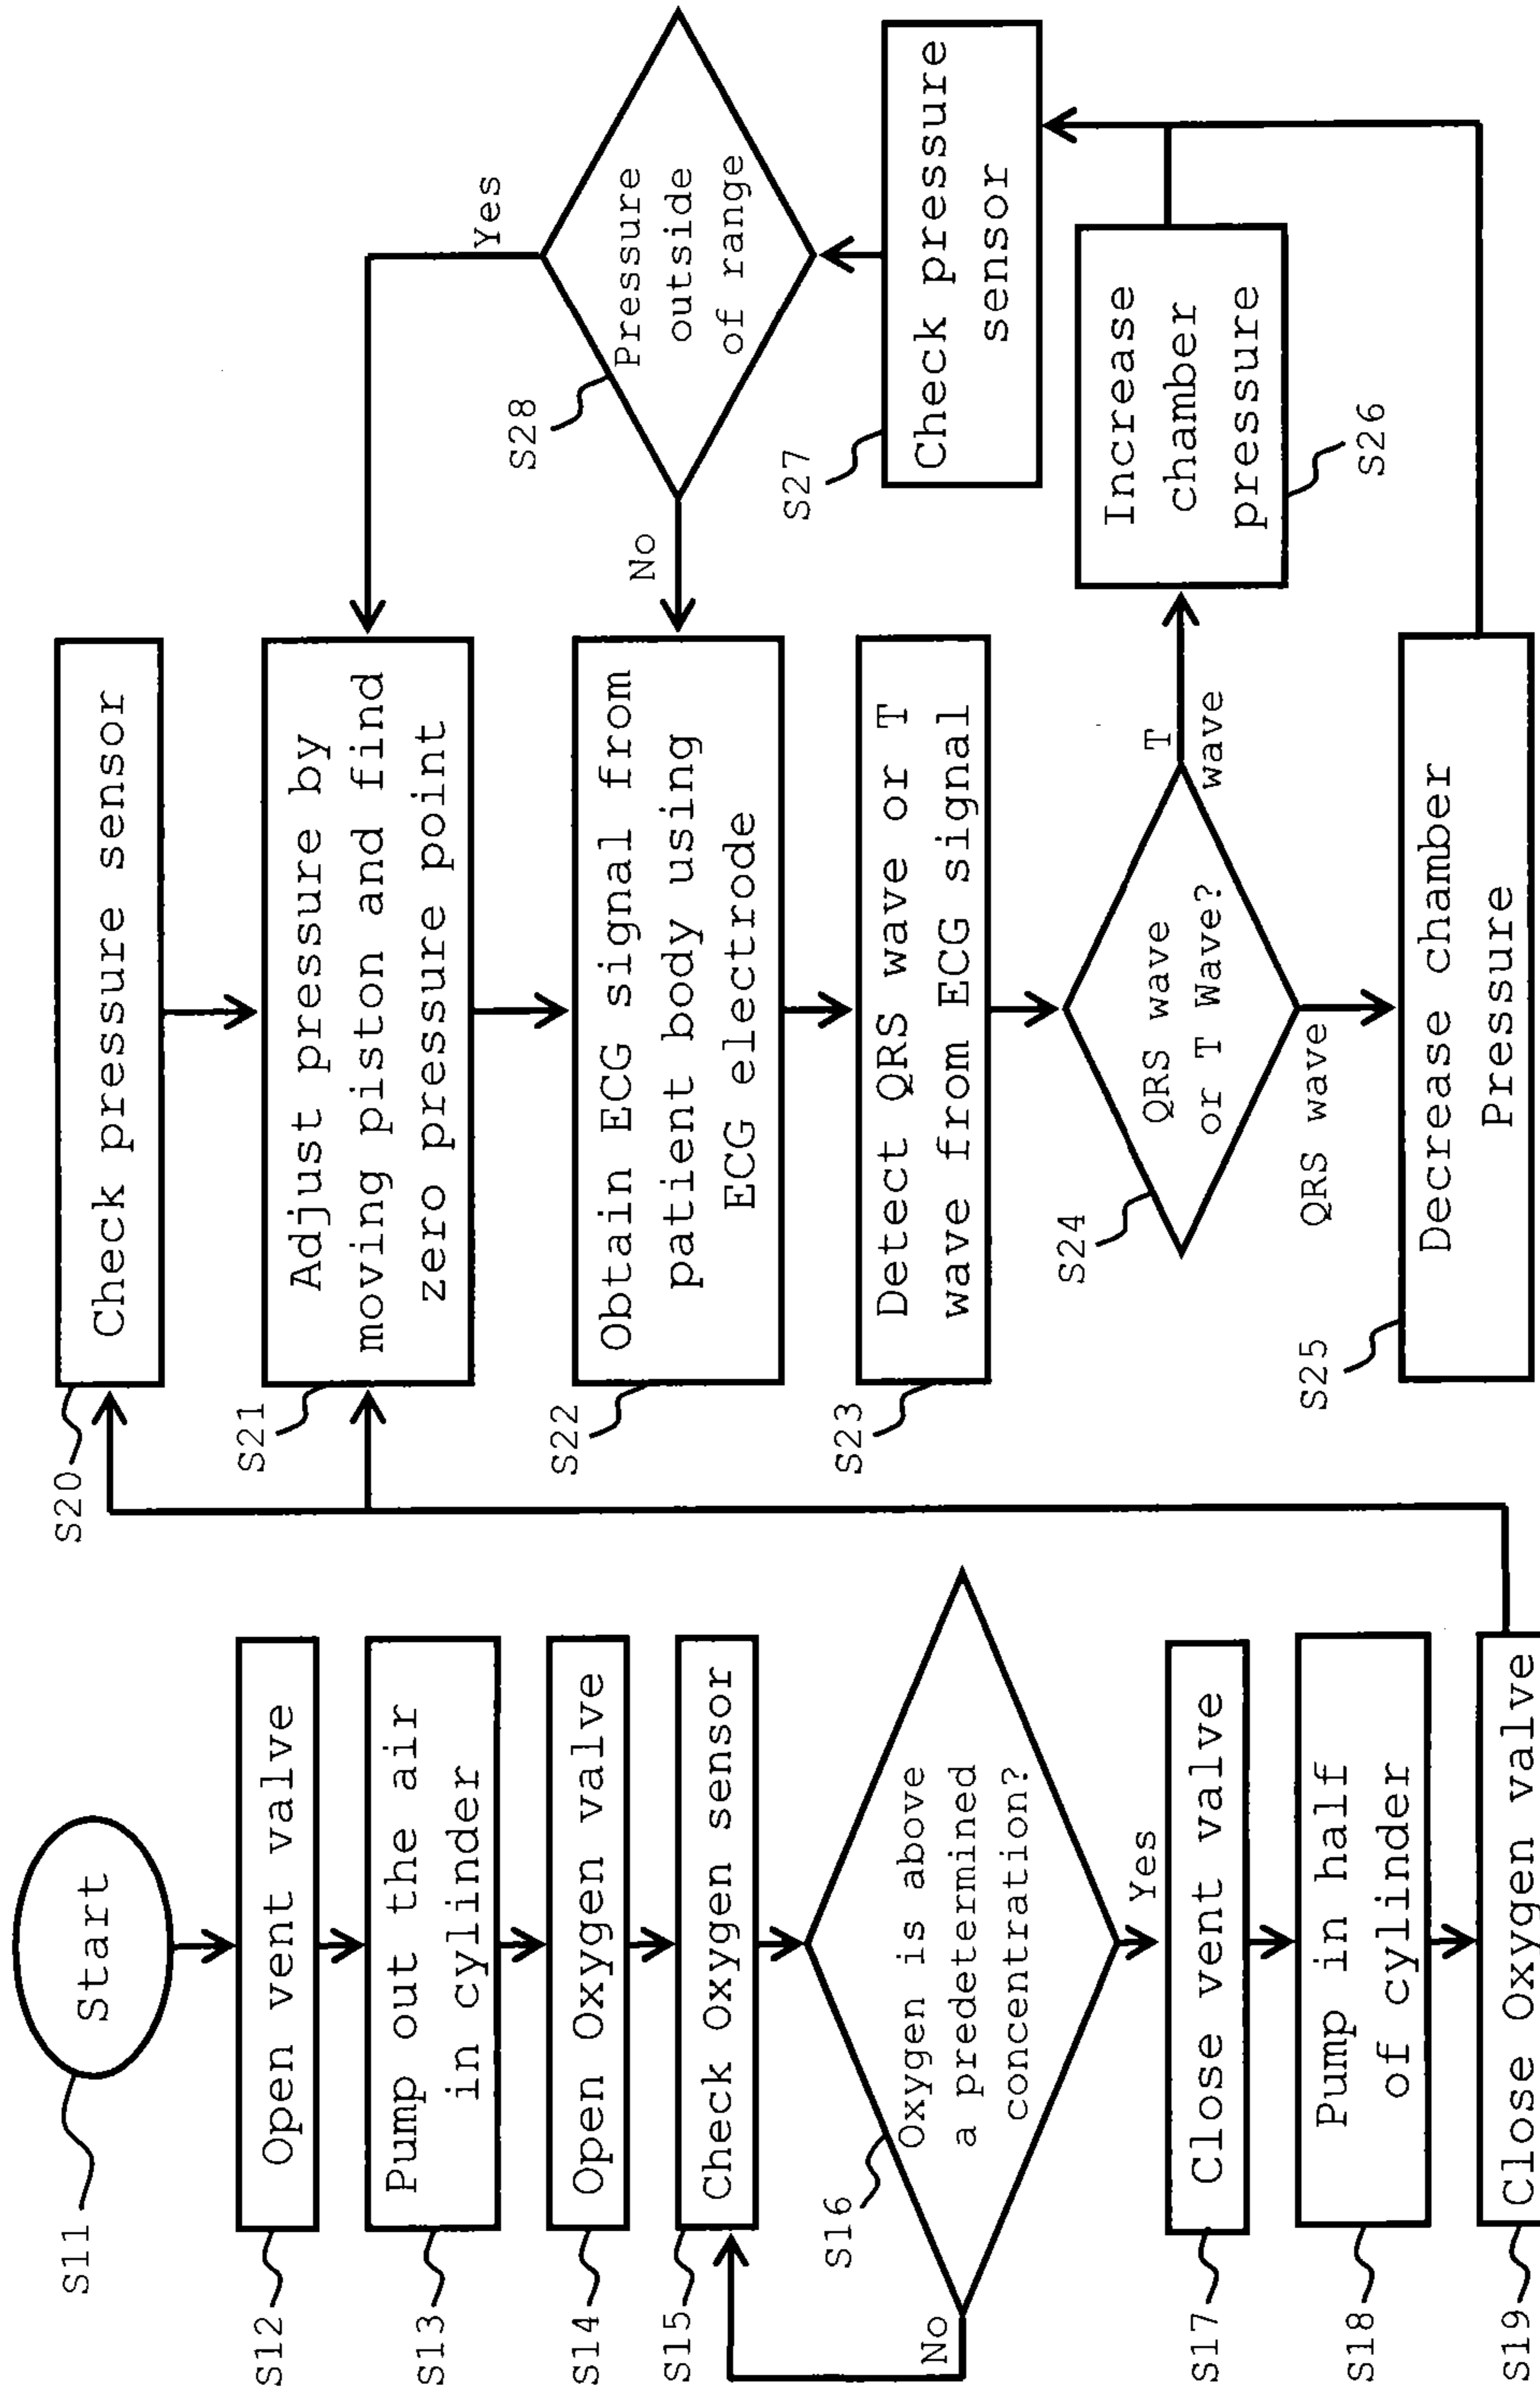 S11
Start
S12
Open vent valve
S13
Pump out the air
in cylinder
S14
Open Oxygen valve
S15
Check Oxygen sensor
S16
Oxygen is above
a predetermined
concentration?
No
Yes
S17
Close vent valve
S18
Pump in half
of cylinder
S19
Close Oxygen valve
S20
Check pressure sensor
S21
Adjust pressure by
moving piston and find
zero pressure point
S22
Obtain ECG signal from
patient body using
ECG electrode
S23
Detect QRS wave or T
wave from ECG signal
S24
QRS wave
or T Wave?
T
wave
QRS wave
S25
Decrease chamber
Pressure
S26
Increase
chamber
pressure
S27
Check pressure
sensor
S28
Pressure
outside
of range
Yes
No